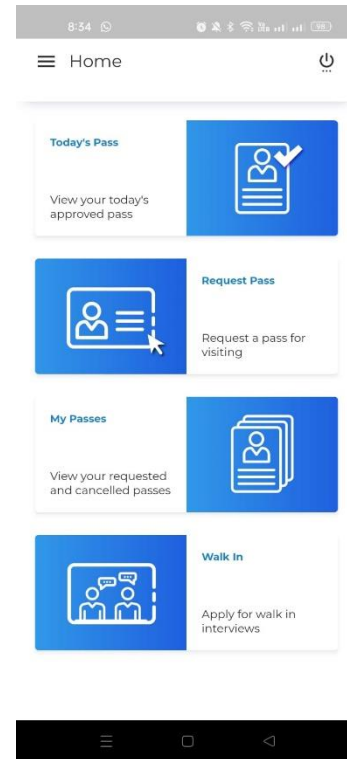 8:34
Home
Today's Pass
View your today's
approved pass
Request Pass
Request a pass for
visiting
My Passes
View your requested
and cancelled passes
Walk In
Apply for walk in
interviews